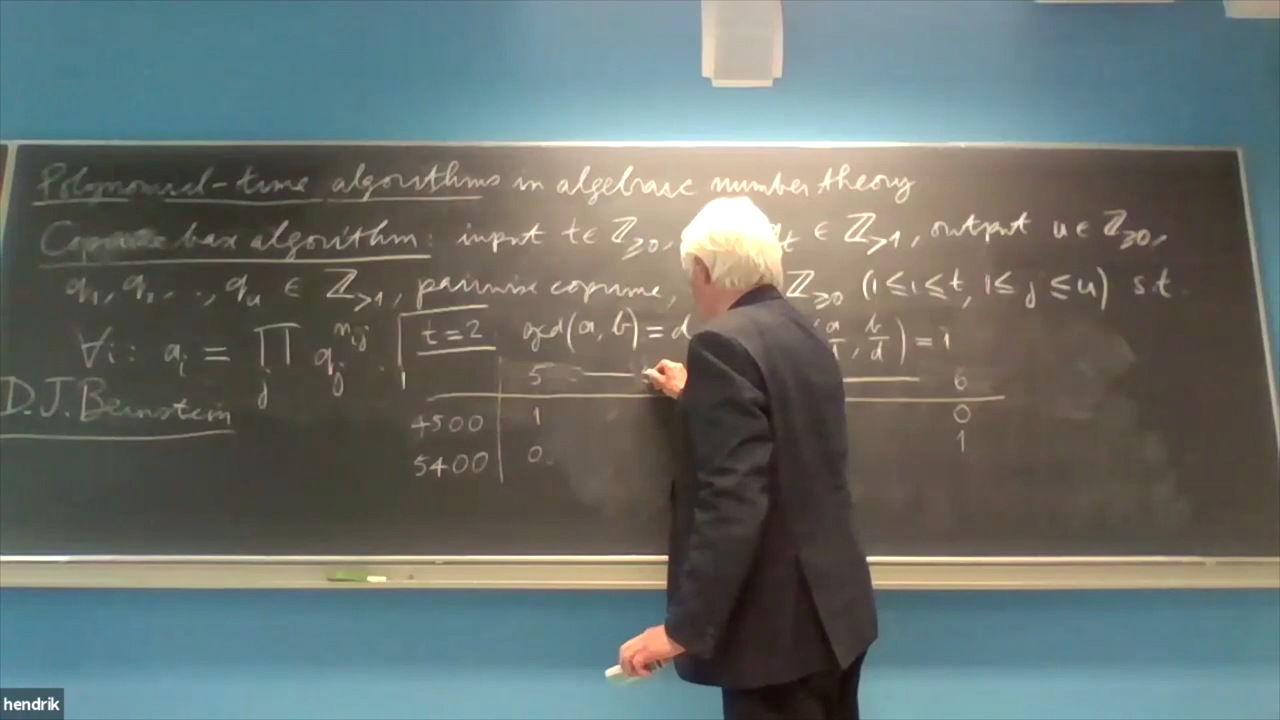 Polynomial-time algorithms in algebraic number theory
Coprime base algorithm: input t ∈ ℤ≥0, t ∈ ℤ>1, output u ∈ ℤ≥0,
q1, q2, .., qu ∈ ℤ>1, pairwise coprime, ℤ≥0 (1≤i≤t, 1≤j≤u) s.t.
∀i: ai = ∏j qj^nij. t=2 gcd(a, b) = d a, b/d) = 1
5 6
D.J. Bernstein
4500 1 0
5400 0 1
hendrik